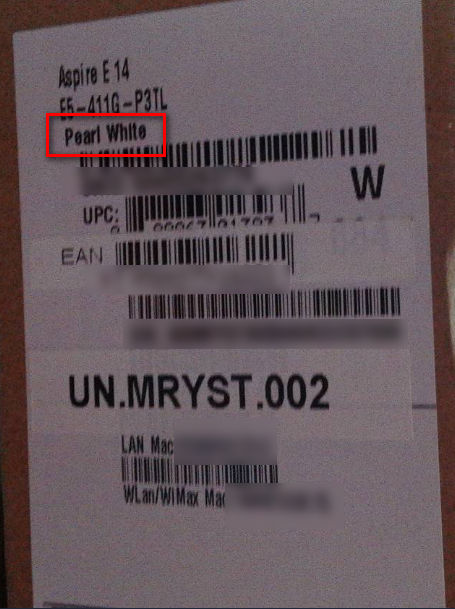 Aspire E 14
E5-411G-P3TL
Pearl White
W
UPC:
EAN
UN.MRYST.002
LAN Mac
WLan/WiMax Mac